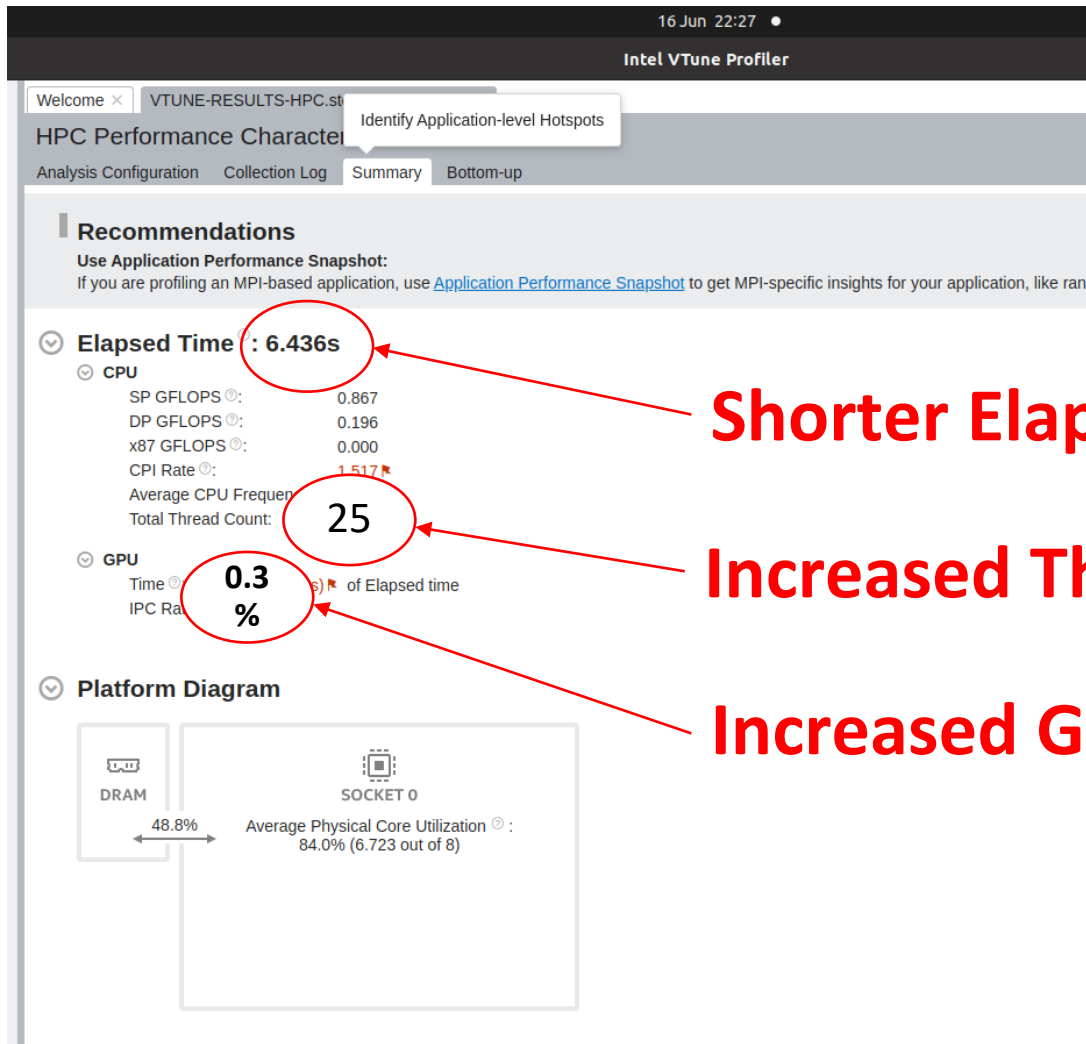 16 Jun 22:27
Intel VTune Profiler
Welcome
VTUNE-RESULTS-HPC.
Identify Application-level Hotspots
HPC Performance
Analysis Configuration Collection Log Summary Bottom-up
Recommendations
Use Application Performance Snapshot:
If you are profiling an MPI-based application, use Application Performance Snapshot to get MPI-specific insights for your application, like ran
Elapsed Time : 6.436s
CPU
SP GFLOPS : 0.867
DP GFLOPS : 0.196
x87 GFLOPS : 0.000
CPI Rate : 1.517
Average CPU Frequen
Total Thread Count: 25
GPU
Time : 0.3 % s) of Elapsed time
IPC Ra
Shorter Elap
Increased Th
Increased G
Platform Diagram
DRAM
48.8%
SOCKET 0
Average Physical Core Utilization :
84.0% (6.723 out of 8)